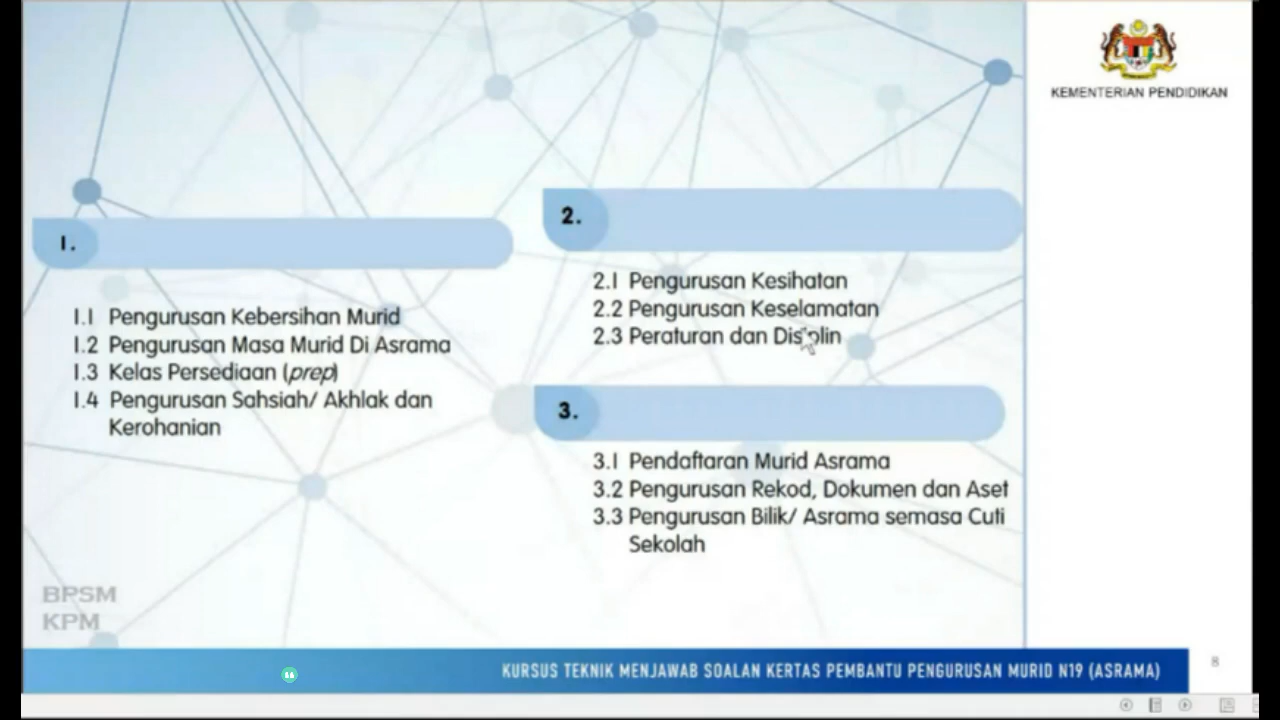 KEMENTERIAN PENDIDIKAN
1.
1.1 Pengurusan Kebersihan Murid
1.2 Pengurusan Masa Murid Di Asrama
1.3 Kelas Persediaan (prep)
1.4 Pengurusan Sahsiah/ Akhlak dan
Kerohanian
2.
2.1 Pengurusan Kesihatan
2.2 Pengurusan Keselamatan
2.3 Peraturan dan Disiplin
3.
3.1 Pendaftaran Murid Asrama
3.2 Pengurusan Rekod, Dokumen dan Aset
3.3 Pengurusan Bilik/ Asrama semasa Cuti
Sekolah
BPSM
KPM
KURSUS TEKNIK MENJAWAB SOALAN KERTAS PEMBANTU PENGURUSAN MURID N19 (ASRAMA)
8